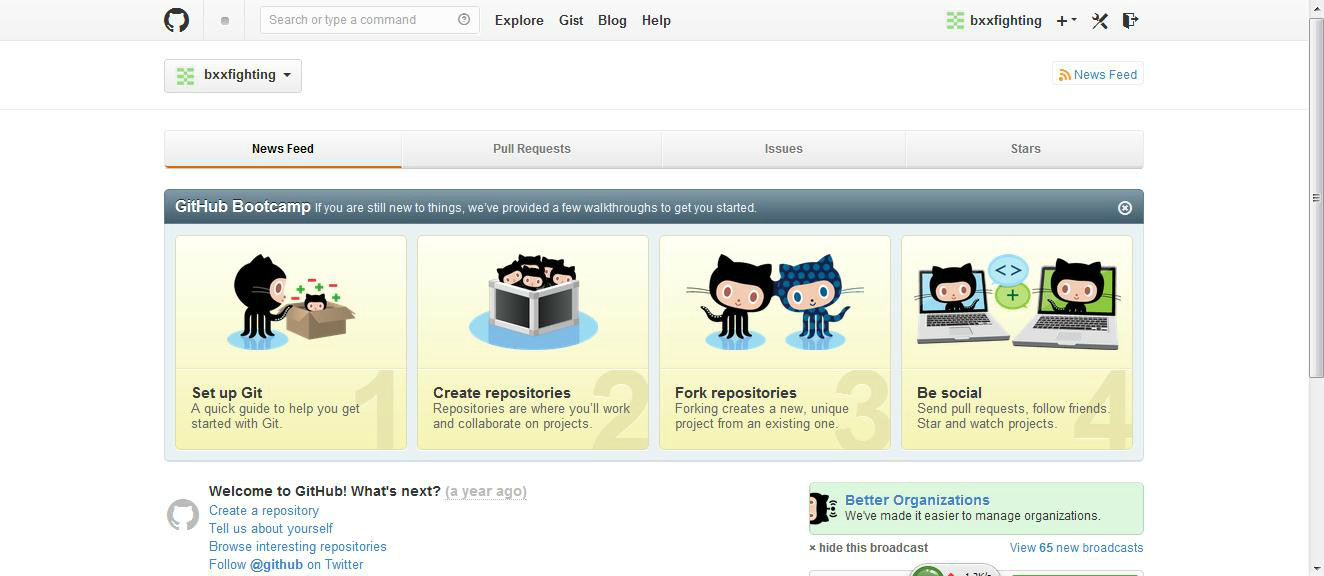 Search or type a command
Explore Gist Blog Help
bxxfighting
bxxfighting
News Feed
News Feed
Pull Requests
Issues
Stars
GitHub Bootcamp If you are still new to things, we've provided a few walkthroughs to get you started.
1
Set up Git
A quick guide to help you get
started with Git.
2
Create repositories
Repositories are where you'll work
and collaborate on projects.
3
Fork repositories
Forking creates a new, unique
project from an existing one.
4
Be social
Send pull requests, follow friends.
Star and watch projects.
Welcome to GitHub! What's next? (a year ago)
Create a repository
Tell us about yourself
Browse interesting repositories
Follow @github on Twitter
Better Organizations
We've made it easier to manage organizations.
× hide this broadcast
View 65 new broadcasts